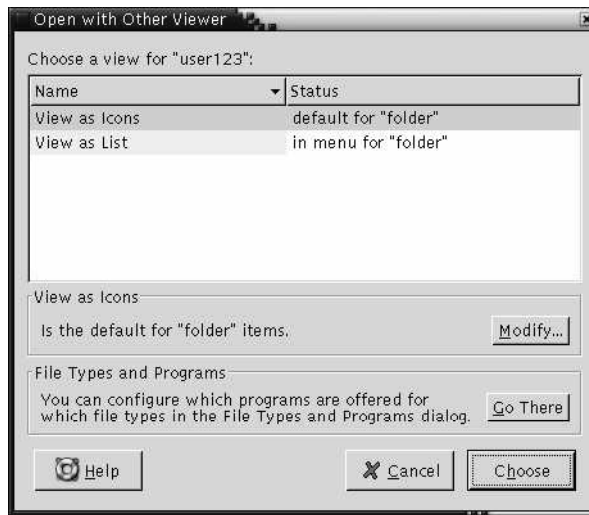 Open with Other Viewer
Choose a view for "user123":
Name Status
View as Icons default for "folder"
View as List in menu for "folder"
View as Icons
Is the default for "folder" items. Modify...
File Types and Programs
You can configure which programs are offered for
which file types in the File Types and Programs dialog.
Go There
Help Cancel Choose